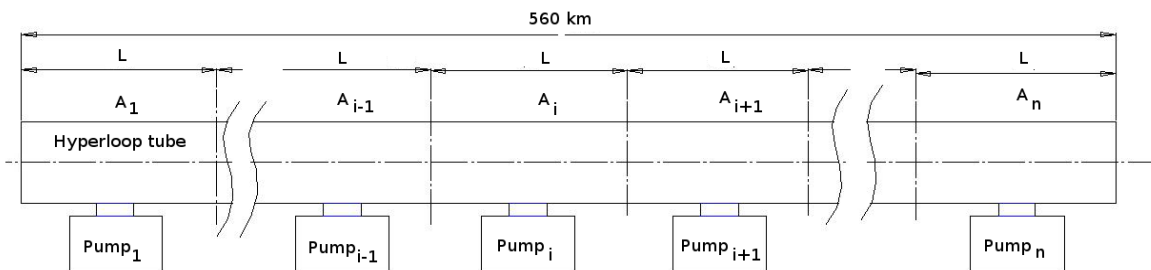 560 km
L L L L L
A1 Ai-1 Ai Ai+1 An
Hyperloop tube
Pump1 Pumpi-1 Pumpi Pumpi+1 Pumpn